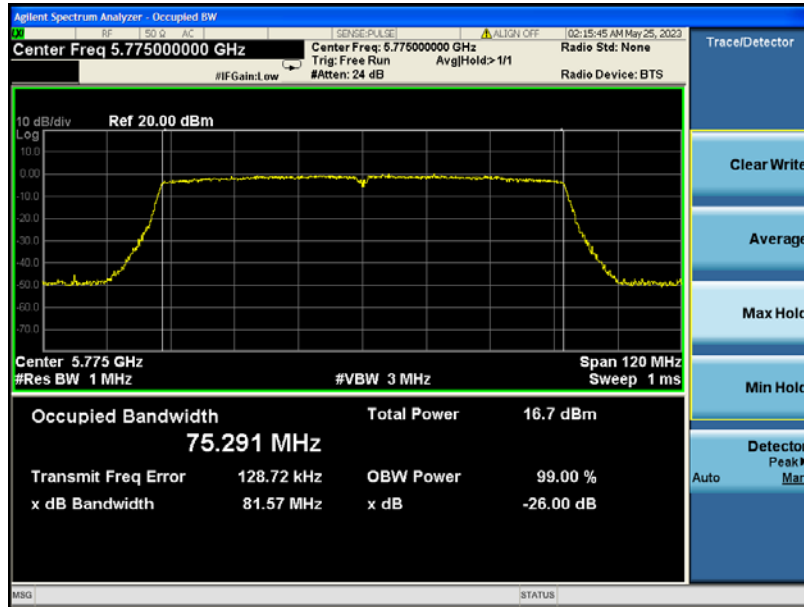 Agilent Spectrum Analyzer - Occupied BW
LXI RF 50 Ω AC SENSE:PULSE ALIGN OFF 02:15:45 AM May 25, 2023
Center Freq 5.775000000 GHz
Center Freq: 5.775000000 GHz
Radio Std: None
Trig: Free Run Avg|Hold:> 1/1
#IFGain:Low
#Atten: 24 dB
Radio Device: BTS
10 dB/div Ref 20.00 dBm
Log
10.0
0.00
-10.0
-20.0
-30.0
-40.0
-50.0
-60.0
-70.0
Center 5.775 GHz
Span 120 MHz
#Res BW 1 MHz
#VBW 3 MHz
Sweep 1 ms
Occupied Bandwidth
75.291 MHz
Total Power 16.7 dBm
Transmit Freq Error 128.72 kHz
OBW Power 99.00 %
x dB Bandwidth 81.57 MHz
x dB -26.00 dB
MSG
STATUS
Trace/Detector
Clear Write
Average
Max Hold
Min Hold
Detector
Peak
Auto Man